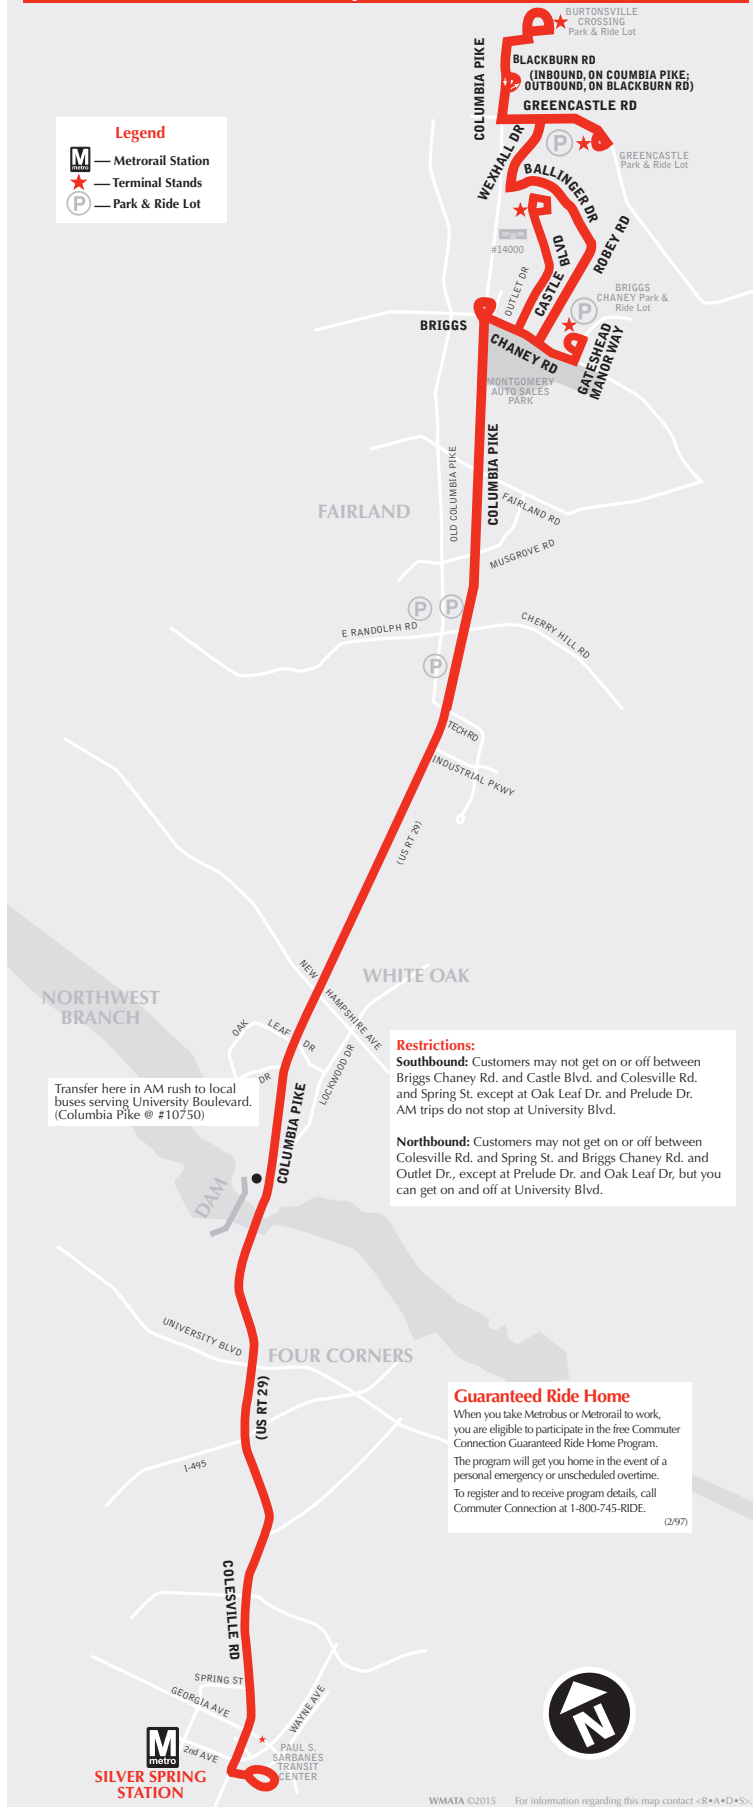 BURTONSVILLE
CROSSING
Park & Ride Lot
COLUMBIA PIKE
BLACKBURN RD
(INBOUND, ON COUMBIA PIKE;
OUTBOUND, ON BLACKBURN RD)
GREENCASTLE RD
Legend
M
metro
— Metrorail Station
— Terminal Stands
P — Park & Ride Lot
P
GREENCASTLE
Park & Ride Lot
WEXHALL DR
BALLINGER DR
ROBEY RD
#14000
CASTLE BLVD
OUTLET DR
BRIGGS
CHANEY Park &
Ride Lot
P
BRIGGS
CHANEY RD
GATESHEAD
MANOR WAY
MONTGOMERY
AUTO SALES
PARK
COLUMBIA PIKE
OLD COLUMBIA PIKE
FAIRLAND
FAIRLAND RD
MUSGROVE RD
P
P
E RANDOLPH RD
CHERRY HILL RD
P
TECH RD
INDUSTRIAL PKWY
(US RT 29)
NEW HAMPSHIRE AVE
WHITE OAK
NORTHWEST
BRANCH
OAK LEAF DR
LOCKWOOD DR
DR
COLUMBIA PIKE
Transfer here in AM rush to local
buses serving University Boulevard.
(Columbia Pike @ #10750)
Restrictions:
Southbound: Customers may not get on or off between
Briggs Chaney Rd. and Castle Blvd. and Colesville Rd.
and Spring St. except at Oak Leaf Dr. and Prelude Dr.
AM trips do not stop at University Blvd.
Northbound: Customers may not get on or off between
Colesville Rd. and Spring St. and Briggs Chaney Rd. and
Outlet Dr., except at Prelude Dr. and Oak Leaf Dr, but you
can get on and off at University Blvd.
DAM
UNIVERSITY BLVD
FOUR CORNERS
(US RT 29)
I-495
Guaranteed Ride Home
When you take Metrobus or Metrorail to work,
you are eligible to participate in the free Commuter
Connection Guaranteed Ride Home Program.
The program will get you home in the event of a
personal emergency or unscheduled overtime.
To register and to receive program details, call
Commuter Connection at 1-800-745-RIDE.
(2/97)
COLESVILLE RD
SPRING ST
GEORGIA AVE
WAYNE AVE
2nd AVE
M
metro
SILVER SPRING
STATION
PAUL S.
SARBANES
TRANSIT
CENTER
N
WMATA ©2015 For information regarding this map contact <R•A•D•S>